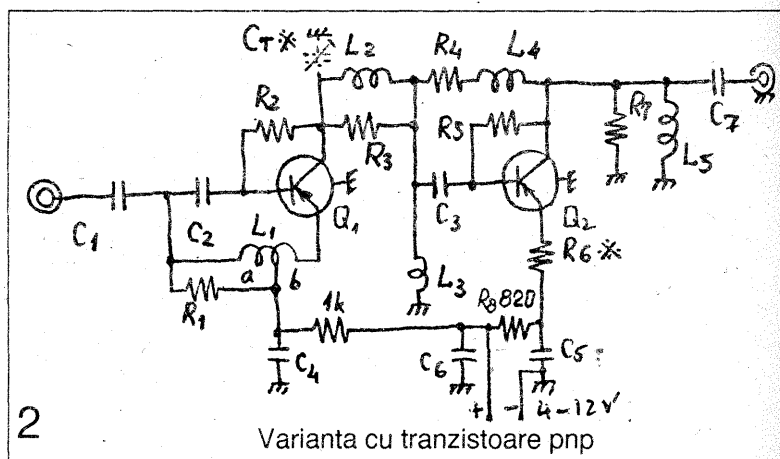 CT※ L2 R4 L4
R2 R3 R5 R7 C7 L5
C1 C2 Q1 E C3 Q2 E
L1 a b R6※
R1 L3
1k R8 820
C4 C6 C5
+ - 4-12V
2
Varianta cu tranzistoare pnp